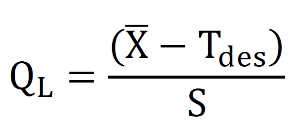 Q_L = (X̅ − T_des) / S